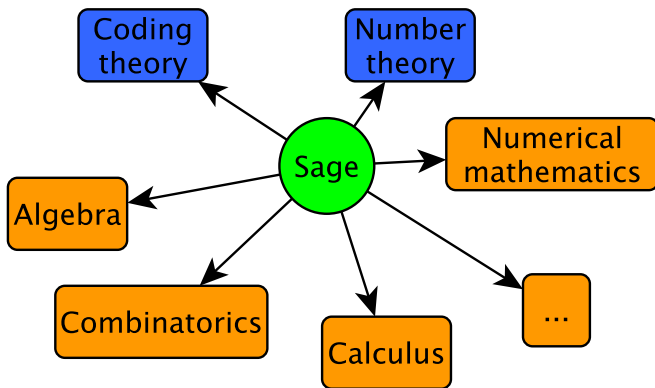 Coding
theory
Number
theory
Numerical
mathematics
Sage
Algebra
Combinatorics
...
Calculus